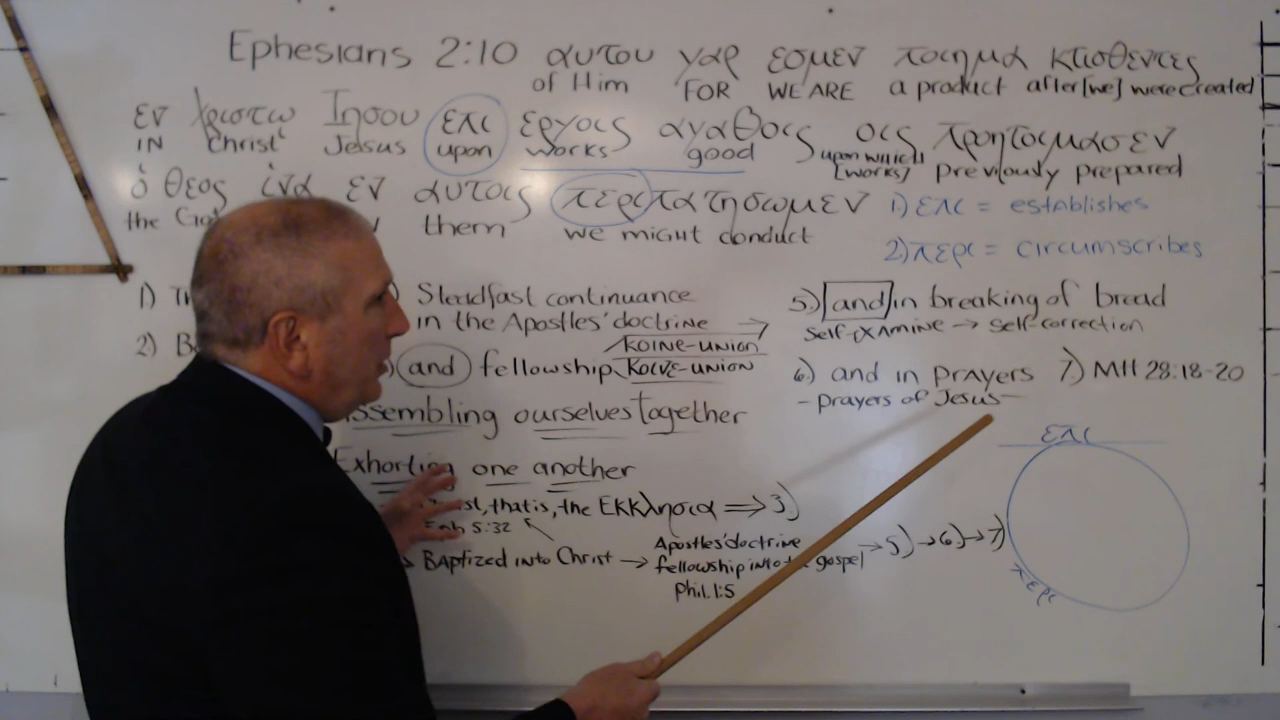 Ephesians 2:10 αυτου γαρ εσμεν ποιημα κτισθεντες
of Him FOR WE ARE a product after [we] were created
εν χριστω Ιησου επι εργοις αγαθοις οις προητοιμασεν
IN Christ Jesus upon works good upon which [works] previously prepared
ὁ θεος ἱνα εν αυτοις περιπατησωμεν
the them we might conduct
1) επι = establishes
2) περι = circumscribes
1)
2)
Steadfast continuance
in the Apostles' doctrine →
KOINE-UNION
(and) fellowship KOIVE-UNION
Assembling ourselves together
Exhorting one another
that is, the Εκκλησια ⇒ 3)
Eph 5:32
BAptized into Christ → Apostles' doctrine
fellowship into the gospel → 5) → 6) → 7)
Phil. 1:5
5) and in breaking of bread
Self-EXAMINE → self-correction
6) and in prayers
- prayers of Jesus -
7) Mtt 28:18-20
επι
περι